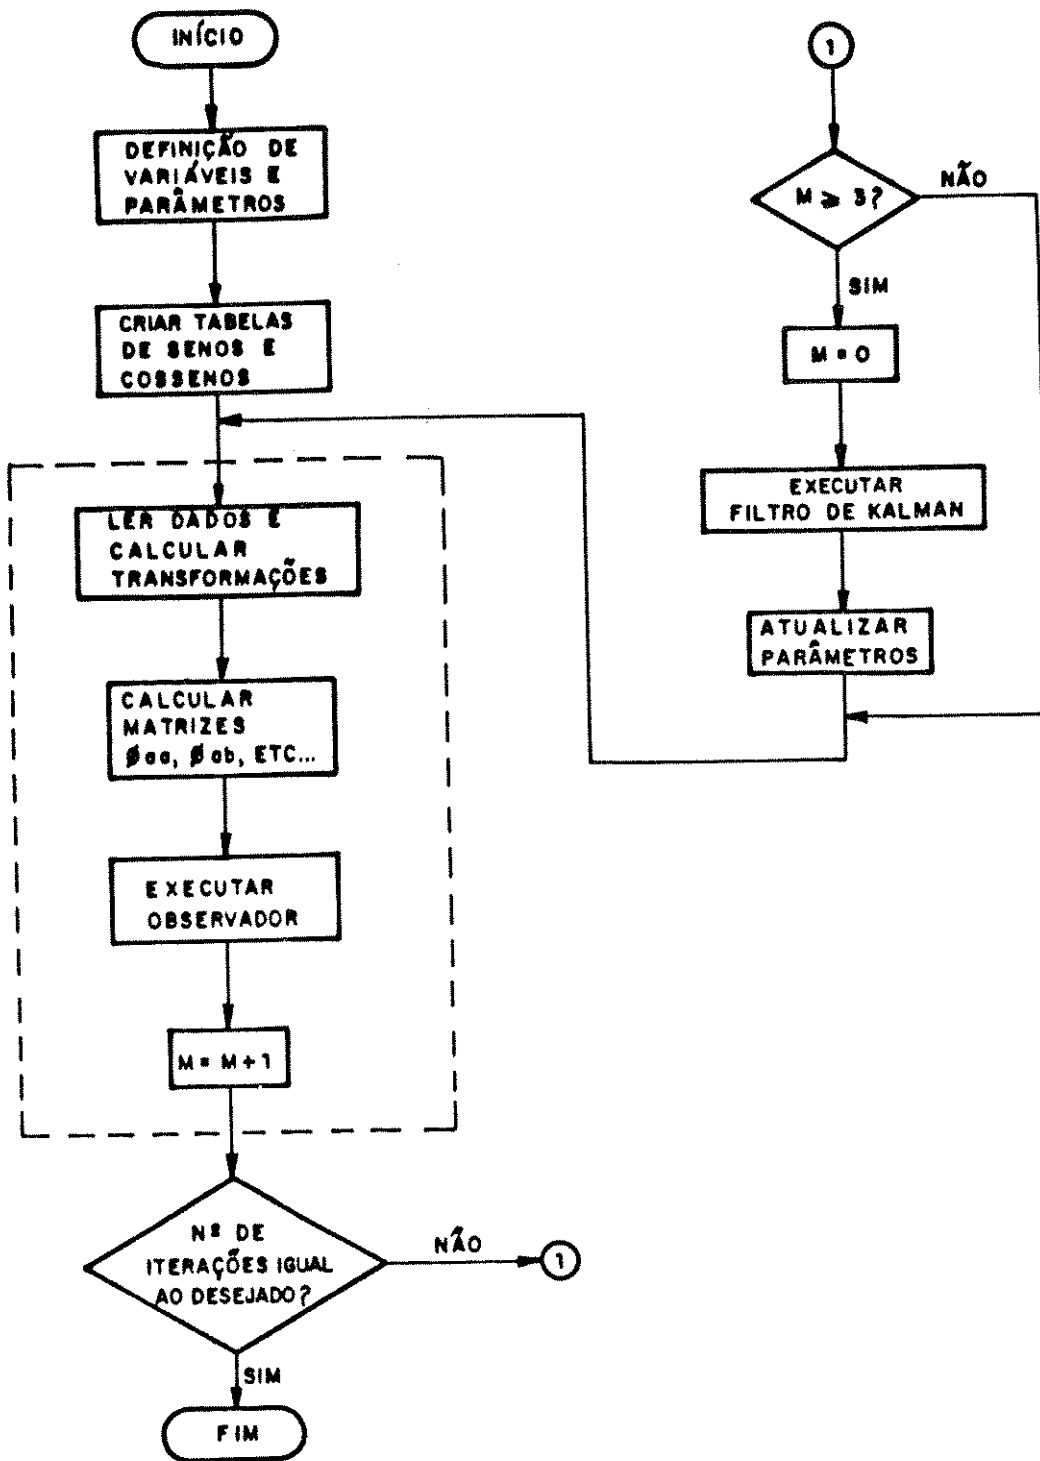 INÍCIO
DEFINIÇÃO DE
VARIÁVEIS E
PARÂMETROS
CRIAR TABELAS
DE SENOS E
COSSENOS
LER DADOS E
CALCULAR
TRANSFORMAÇÕES
CALCULAR
MATRIZES
Øaa, Øab, ETC...
EXECUTAR
OBSERVADOR
M = M + 1
Nº DE
ITERAÇÕES IGUAL
AO DESEJADO?
NÃO
1
SIM
FIM
1
M ⩾ 3?
NÃO
SIM
M = 0
EXECUTAR
FILTRO DE KALMAN
ATUALIZAR
PARÂMETROS